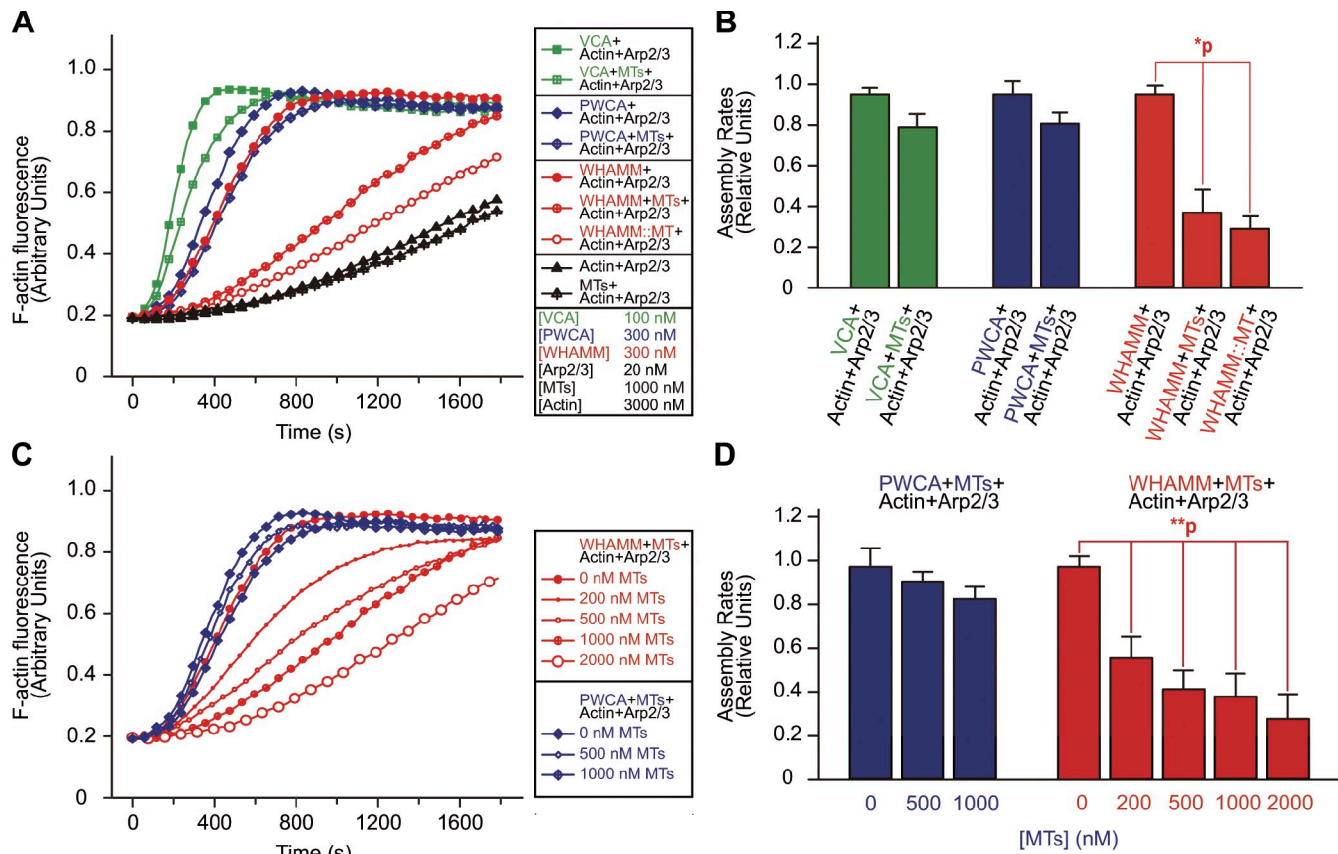 A
F-actin fluorescence
(Arbitrary Units)
1.0
0.8
0.6
0.4
0.2
0
0 400 800 1200 1600
Time (s)
VCA+
Actin+Arp2/3
VCA+MTs+
Actin+Arp2/3
PWCA+
Actin+Arp2/3
PWCA+MTs+
Actin+Arp2/3
WHAMM+
Actin+Arp2/3
WHAMM+MTs+
Actin+Arp2/3
WHAMM::MT+
Actin+Arp2/3
Actin+Arp2/3
MTs+
Actin+Arp2/3
[VCA] 100 nM
[PWCA] 300 nM
[WHAMM] 300 nM
[Arp2/3] 20 nM
[MTs] 1000 nM
[Actin] 3000 nM
B
Assembly Rates
(Relative Units)
1.2
1.0
0.8
0.6
0.4
0.2
0
*p
VCA+
Actin+Arp2/3
VCA+MTs+
Actin+Arp2/3
PWCA+
Actin+Arp2/3
PWCA+MTs+
Actin+Arp2/3
WHAMM+
Actin+Arp2/3
WHAMM+MTs+
Actin+Arp2/3
WHAMM::MT+
Actin+Arp2/3
C
F-actin fluorescence
(Arbitrary Units)
1.0
0.8
0.6
0.4
0.2
0
0 400 800 1200 1600
Time (s)
WHAMM+MTs+
Actin+Arp2/3
0 nM MTs
200 nM MTs
500 nM MTs
1000 nM MTs
2000 nM MTs
PWCA+MTs+
Actin+Arp2/3
0 nM MTs
500 nM MTs
1000 nM MTs
D
PWCA+MTs+
Actin+Arp2/3
WHAMM+MTs+
Actin+Arp2/3
**p
Assembly Rates
(Relative Units)
1.2
1.0
0.8
0.6
0.4
0.2
0
0 500 1000 0 200 500 1000 2000
[MTs] (nM)